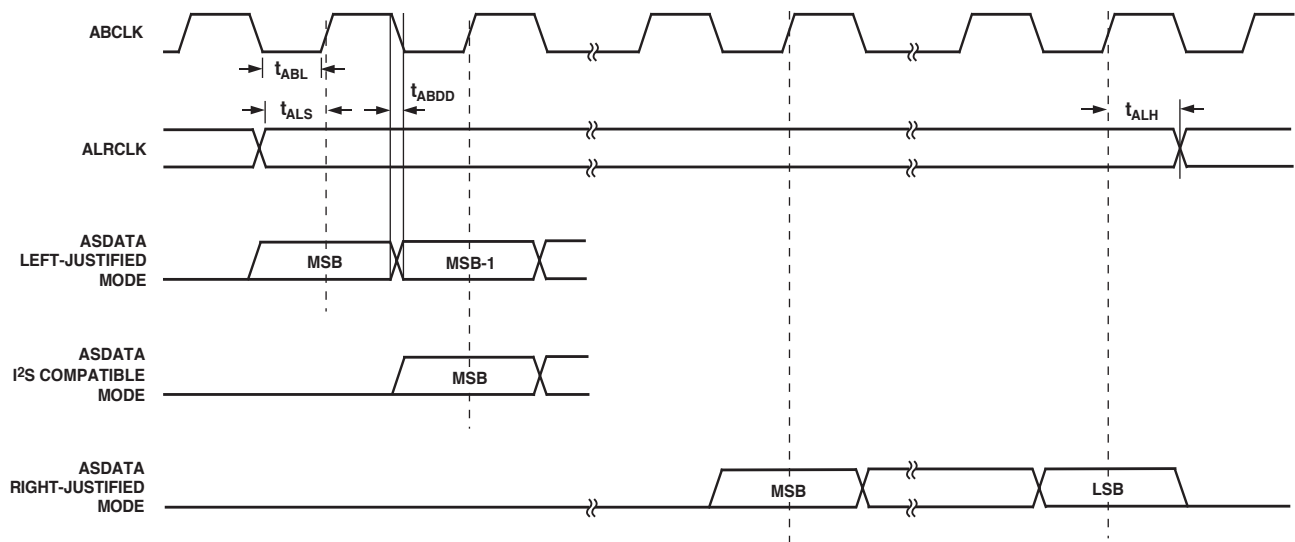 ABCLK
tABL
tABDD
tALS
tALH
ALRCLK
ASDATA
LEFT-JUSTIFIED
MODE
MSB
MSB-1
ASDATA
I²S COMPATIBLE
MODE
MSB
ASDATA
RIGHT-JUSTIFIED
MODE
MSB
LSB